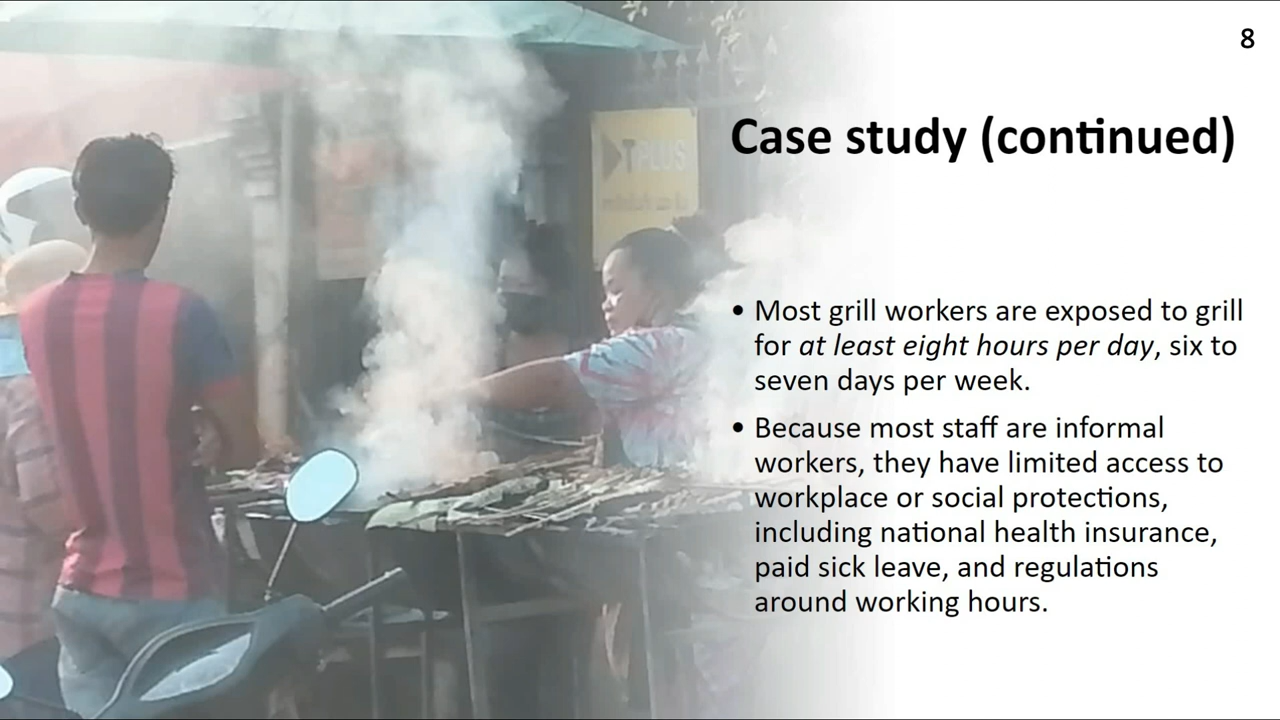 8
Case study (continued)
TPLUS
• Most grill workers are exposed to grill
for at least eight hours per day, six to
seven days per week.
• Because most staff are informal
workers, they have limited access to
workplace or social protections,
including national health insurance,
paid sick leave, and regulations
around working hours.